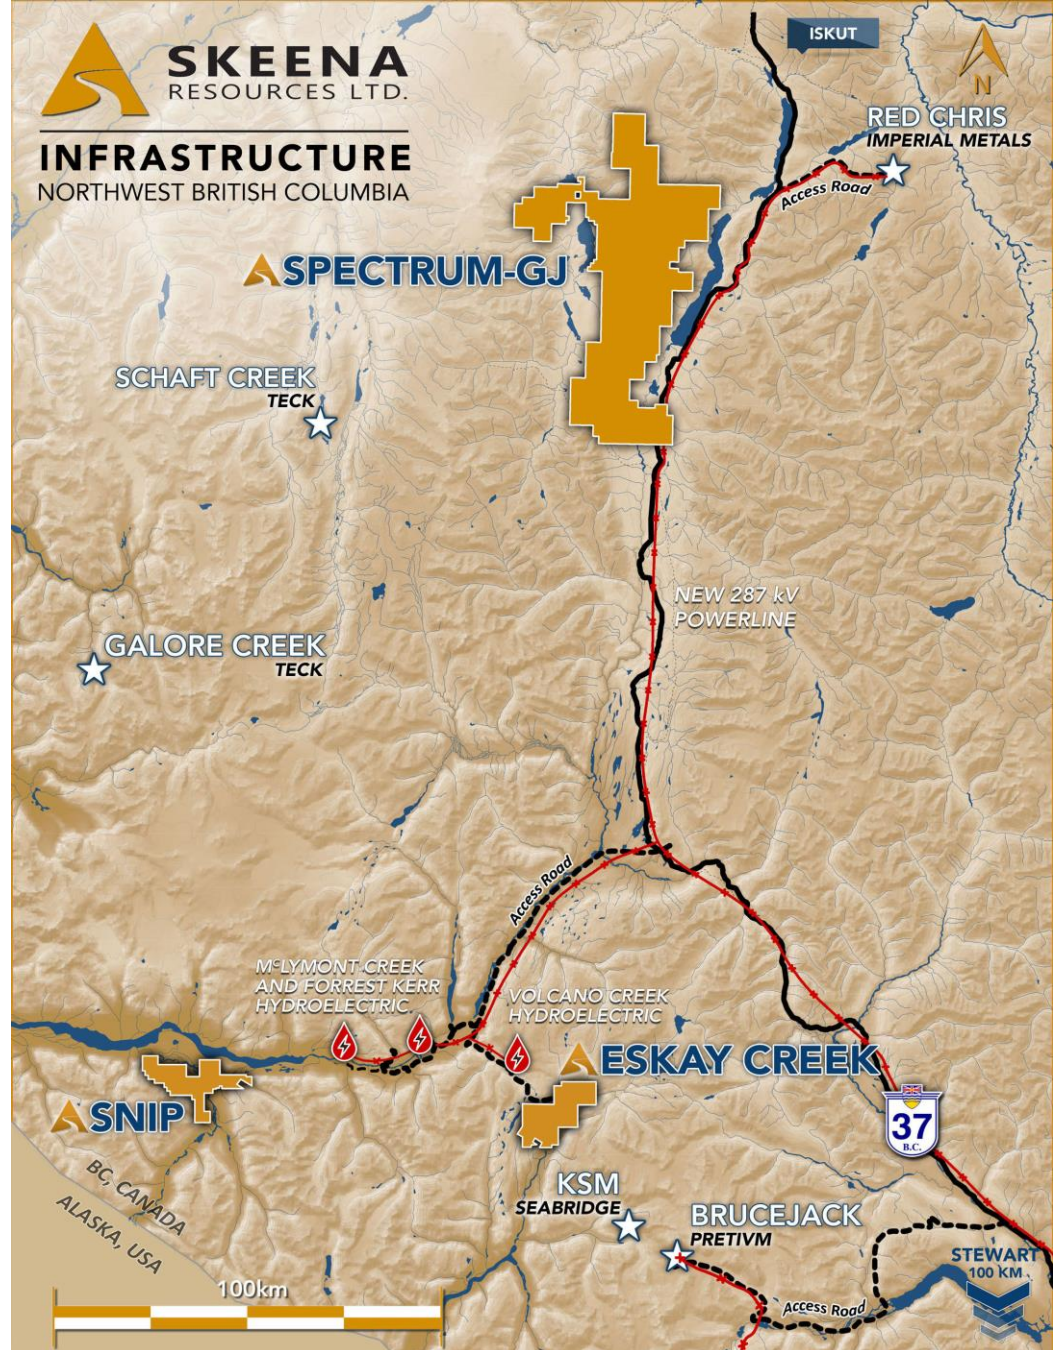 SKEENA
RESOURCES LTD.
INFRASTRUCTURE
NORTHWEST BRITISH COLUMBIA
ISKUT
N
RED CHRIS
IMPERIAL METALS
Access Road
SPECTRUM-GJ
SCHAFT CREEK
TECK
NEW 287 kV
POWERLINE
GALORE CREEK
TECK
Access Road
McLYMONT CREEK
AND FORREST KERR
HYDROELECTRIC
VOLCANO CREEK
HYDROELECTRIC
ESKAY CREEK
SNIP
37
B.C.
BC, CANADA
ALASKA, USA
KSM
SEABRIDGE
BRUCEJACK
PRETIVM
STEWART
100 KM
Access Road
100km